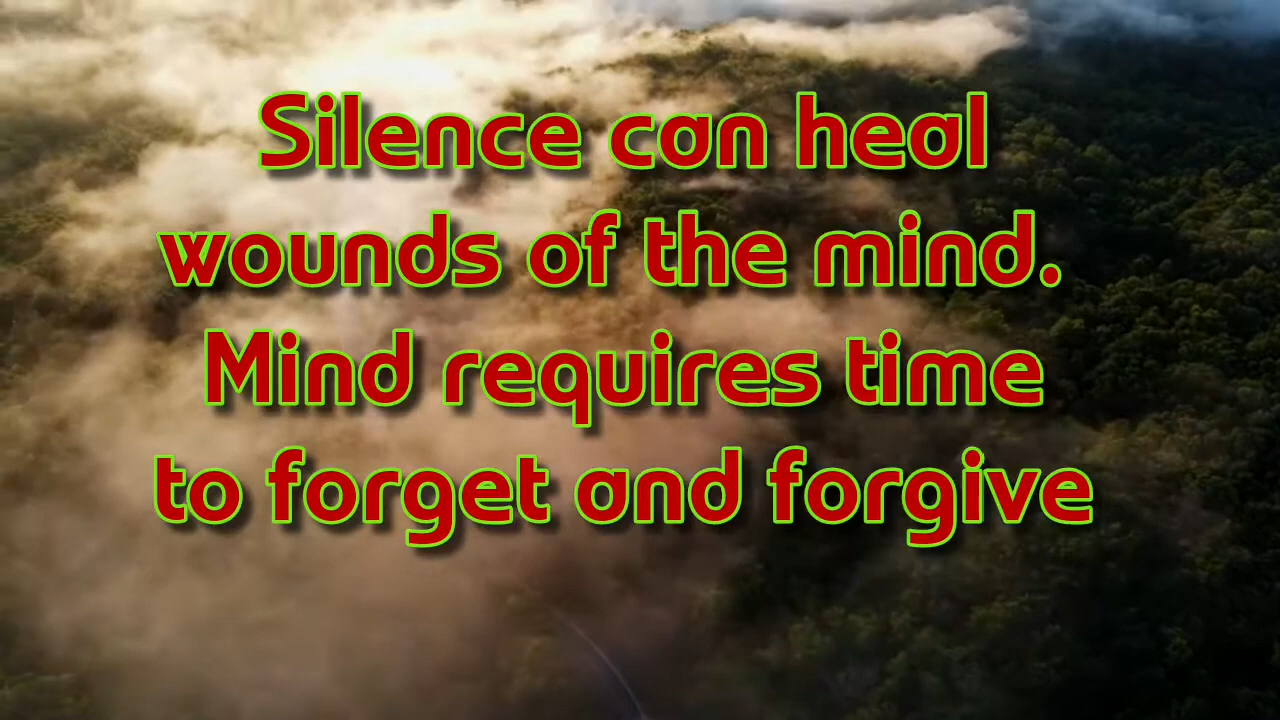 Silence can heal
wounds of the mind.
Mind requires time
to forget and forgive